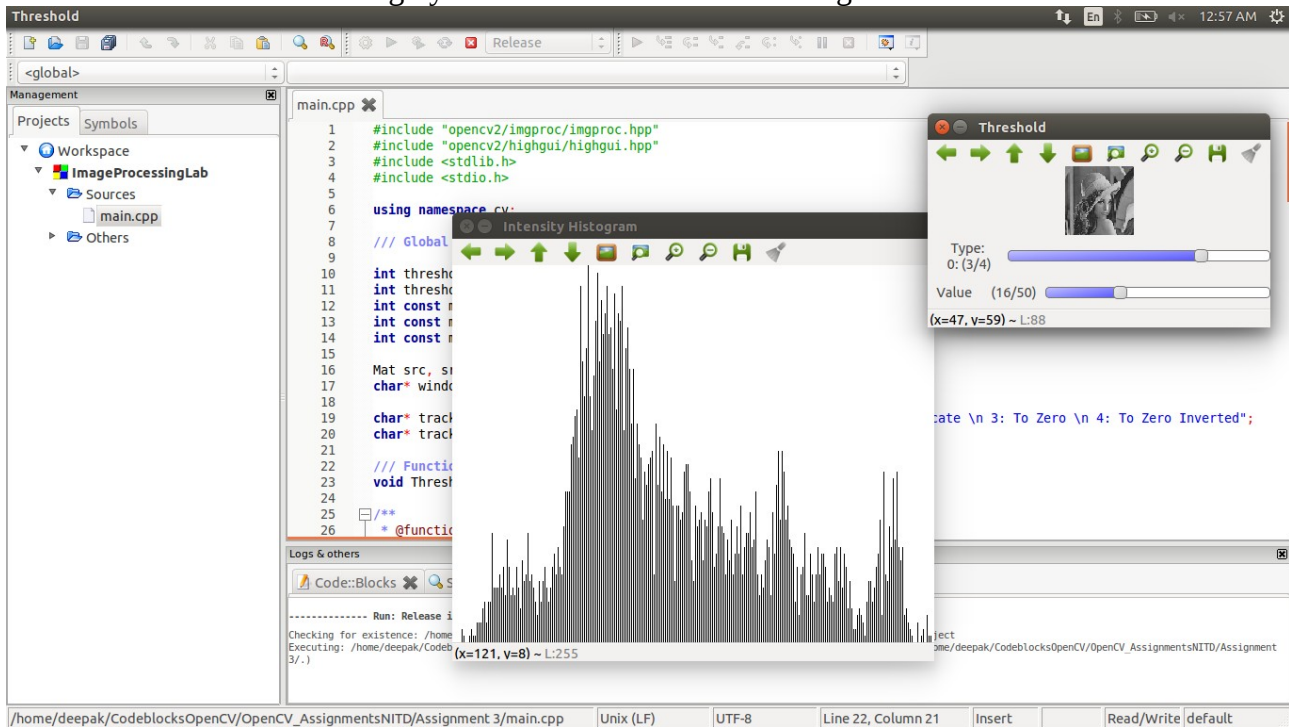 Threshold
En
12:57 AM
Release
<global>
Management
Projects
Symbols
Workspace
ImageProcessingLab
Sources
main.cpp
Others
main.cpp
1 #include "opencv2/imgproc/imgproc.hpp"
2 #include "opencv2/highgui/highgui.hpp"
3 #include <stdlib.h>
4 #include <stdio.h>
5
6 using namespace cv;
7
8 /// Global
9
10 int thresho
11 int thresho
12 int const m
13 int const m
14 int const m
15
16 Mat src, sr
17 char* windo
18
19 char* track cate \n 3: To Zero \n 4: To Zero Inverted";
20 char* track
21
22 /// Functio
23 void Thresh
24
25 /**
26 * @functio
Intensity Histogram
(x=121, y=8) ~ L:255
Threshold
Type:
0: (3/4)
Value (16/50)
(x=47, y=59) ~ L:88
Logs & others
Code::Blocks
S
-------------- Run: Release i
Checking for existence: /home ject
Executing: /home/deepak/Codeb ome/deepak/CodeblocksOpenCV/OpenCV_AssignmentsNITD/Assignment
3/.)
/home/deepak/CodeblocksOpenCV/OpenCV_AssignmentsNITD/Assignment 3/main.cpp Unix (LF) UTF-8 Line 22, Column 21 Insert Read/Write default